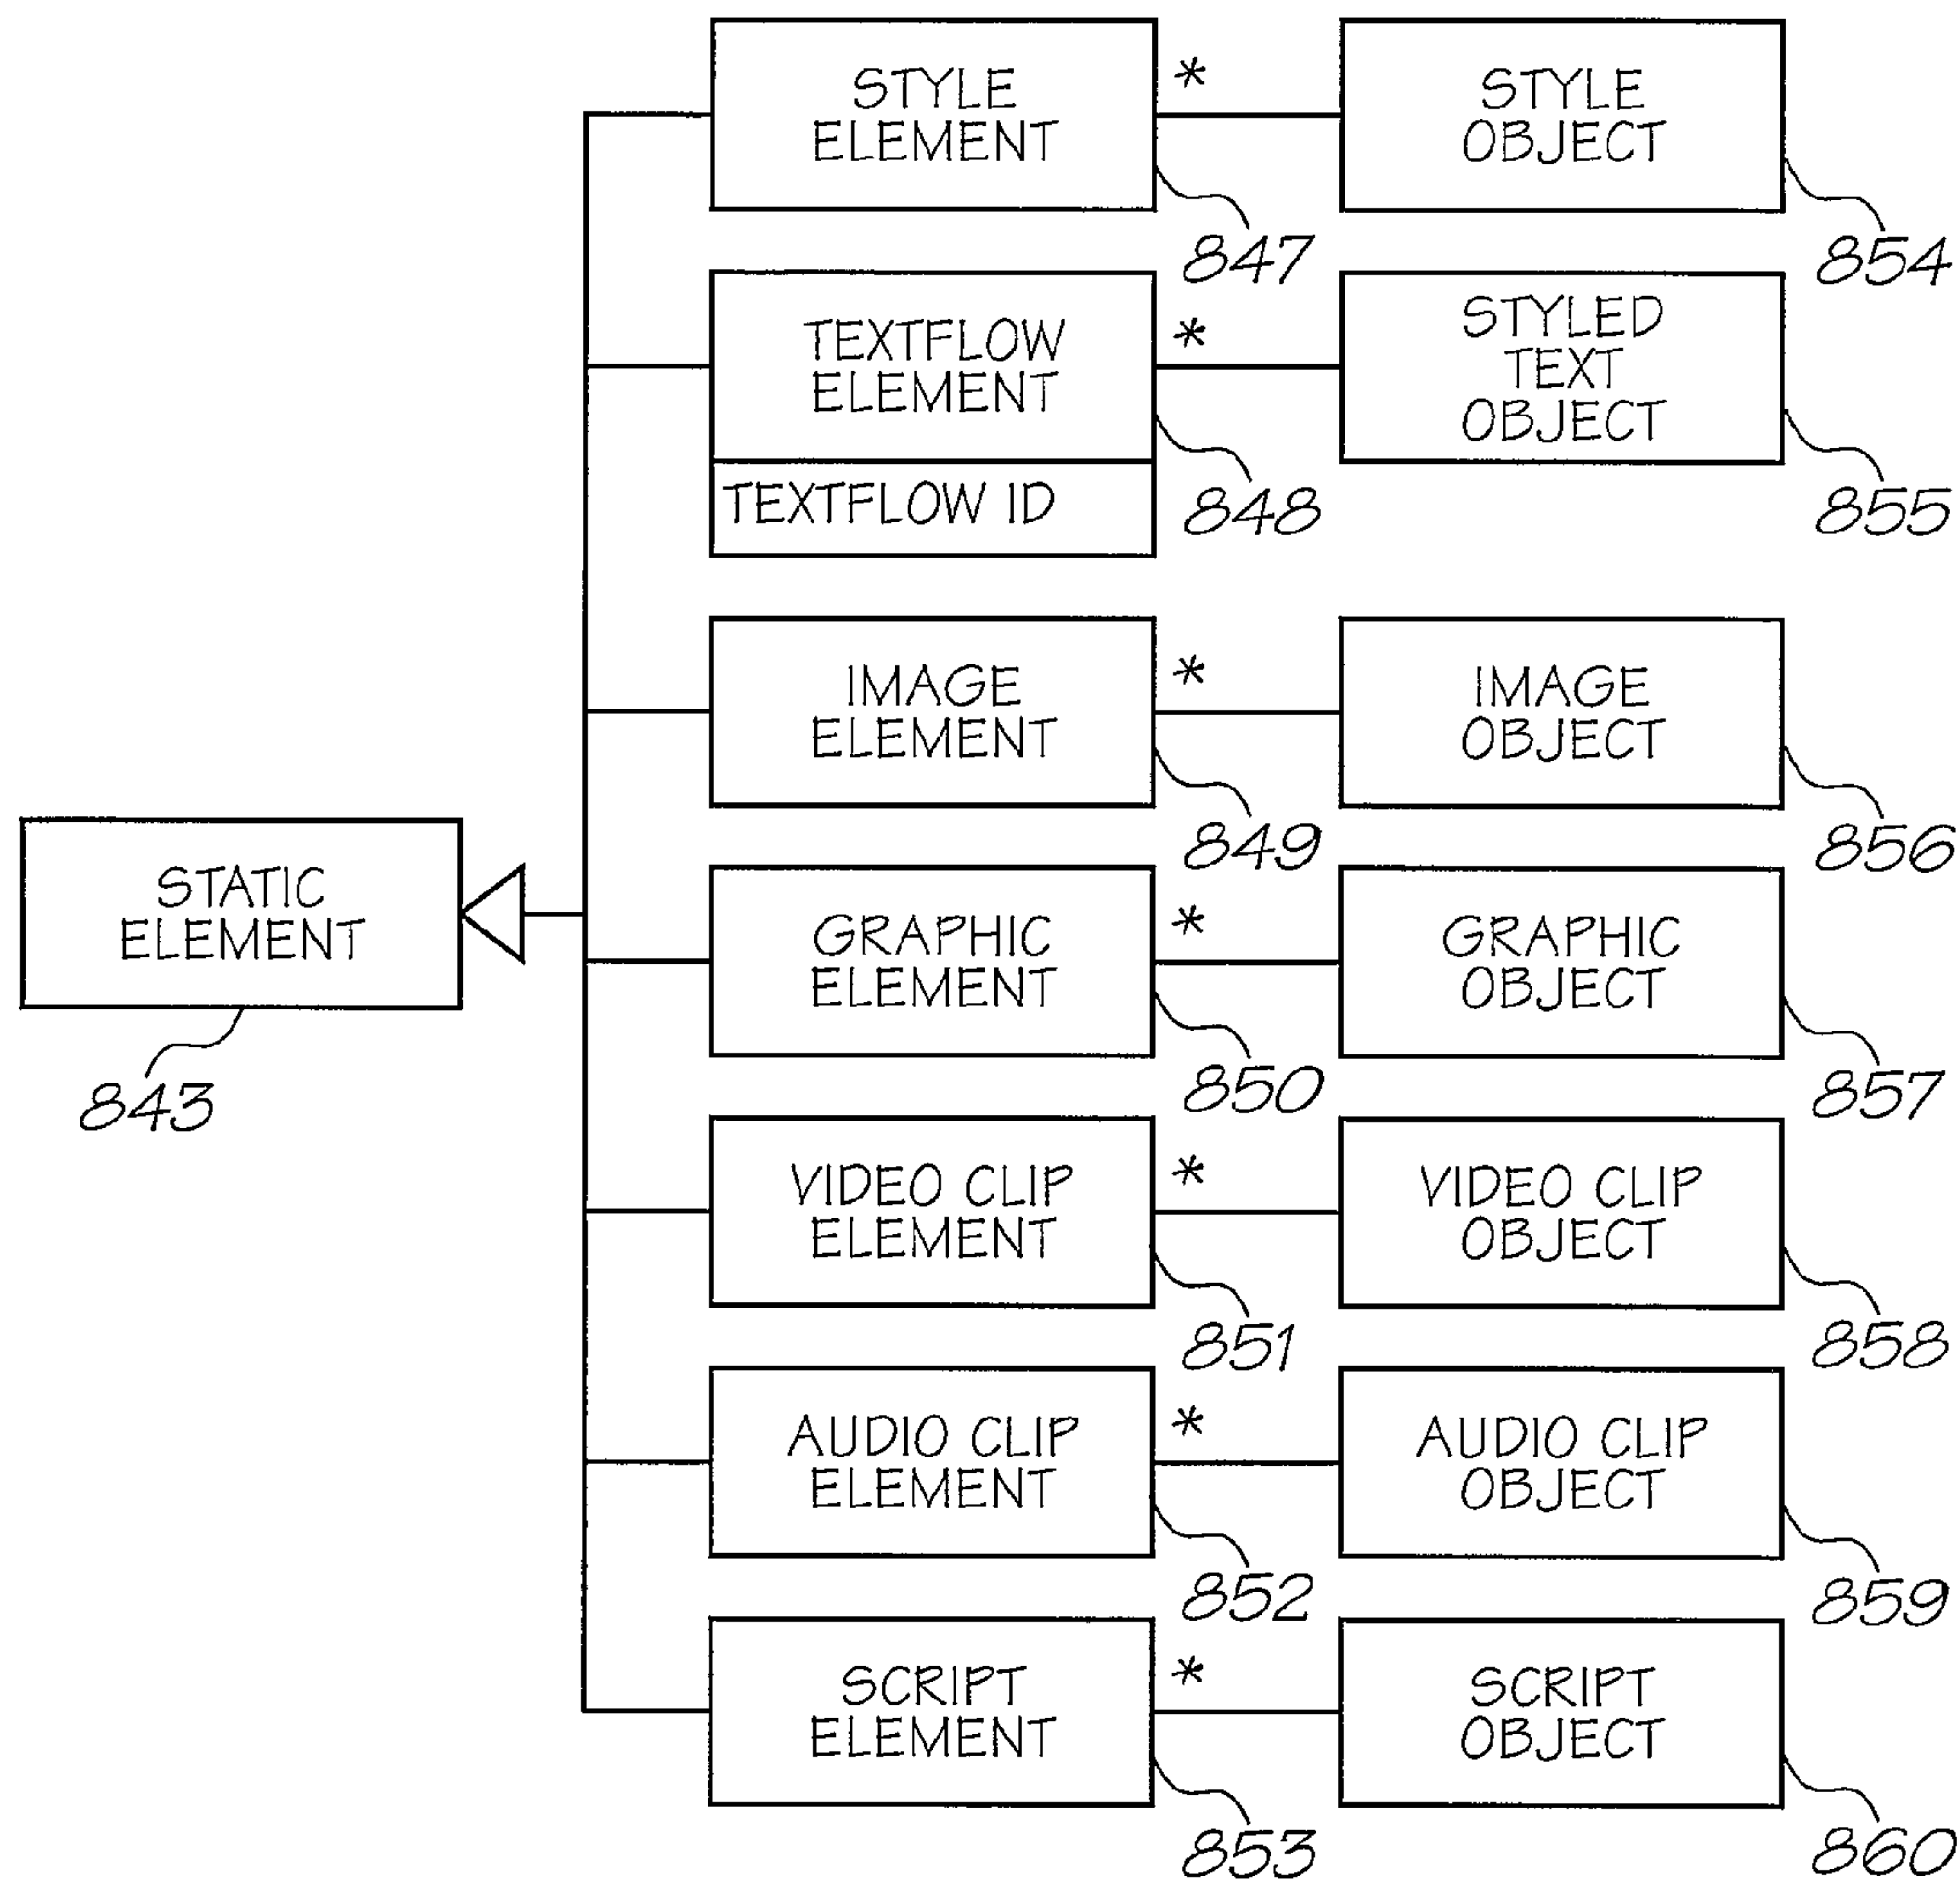 STYLE
ELEMENT
*
STYLE
OBJECT
847
854
TEXTFLOW
ELEMENT
TEXTFLOW ID
*
STYLED
TEXT
OBJECT
848
855
IMAGE
ELEMENT
*
IMAGE
OBJECT
849
856
STATIC
ELEMENT
843
GRAPHIC
ELEMENT
*
GRAPHIC
OBJECT
850
857
VIDEO CLIP
ELEMENT
*
VIDEO CLIP
OBJECT
851
858
AUDIO CLIP
ELEMENT
*
AUDIO CLIP
OBJECT
852
859
SCRIPT
ELEMENT
*
SCRIPT
OBJECT
853
860